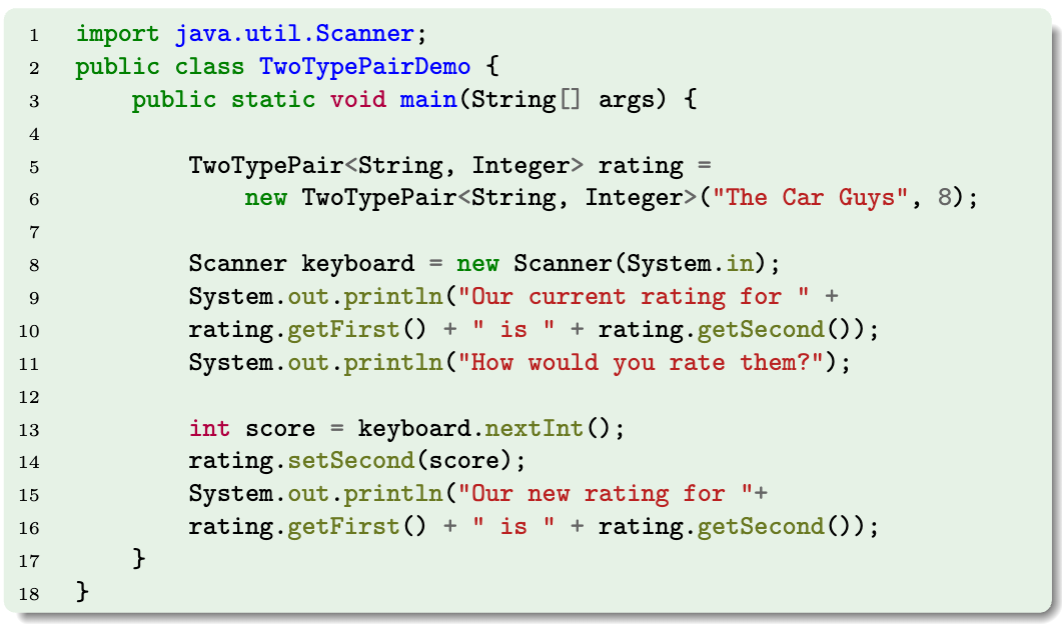 1 import java.util.Scanner;
2 public class TwoTypePairDemo {
3     public static void main(String[] args) {
4
5         TwoTypePair<String, Integer> rating =
6             new TwoTypePair<String, Integer>("The Car Guys", 8);
7
8         Scanner keyboard = new Scanner(System.in);
9         System.out.println("Our current rating for " +
10         rating.getFirst() + " is " + rating.getSecond());
11         System.out.println("How would you rate them?");
12
13         int score = keyboard.nextInt();
14         rating.setSecond(score);
15         System.out.println("Our new rating for "+
16         rating.getFirst() + " is " + rating.getSecond());
17     }
18 }